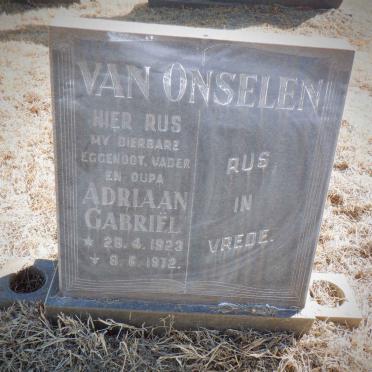 VAN ONSELEN
HIER RUS
MY DIERBARE
EGGENOOT, VADER
EN OUPA
ADRIAAN
GABRIËL
* 28. 4. 1923
+ 8. 6. 1972.
RUS
IN
VREDE.